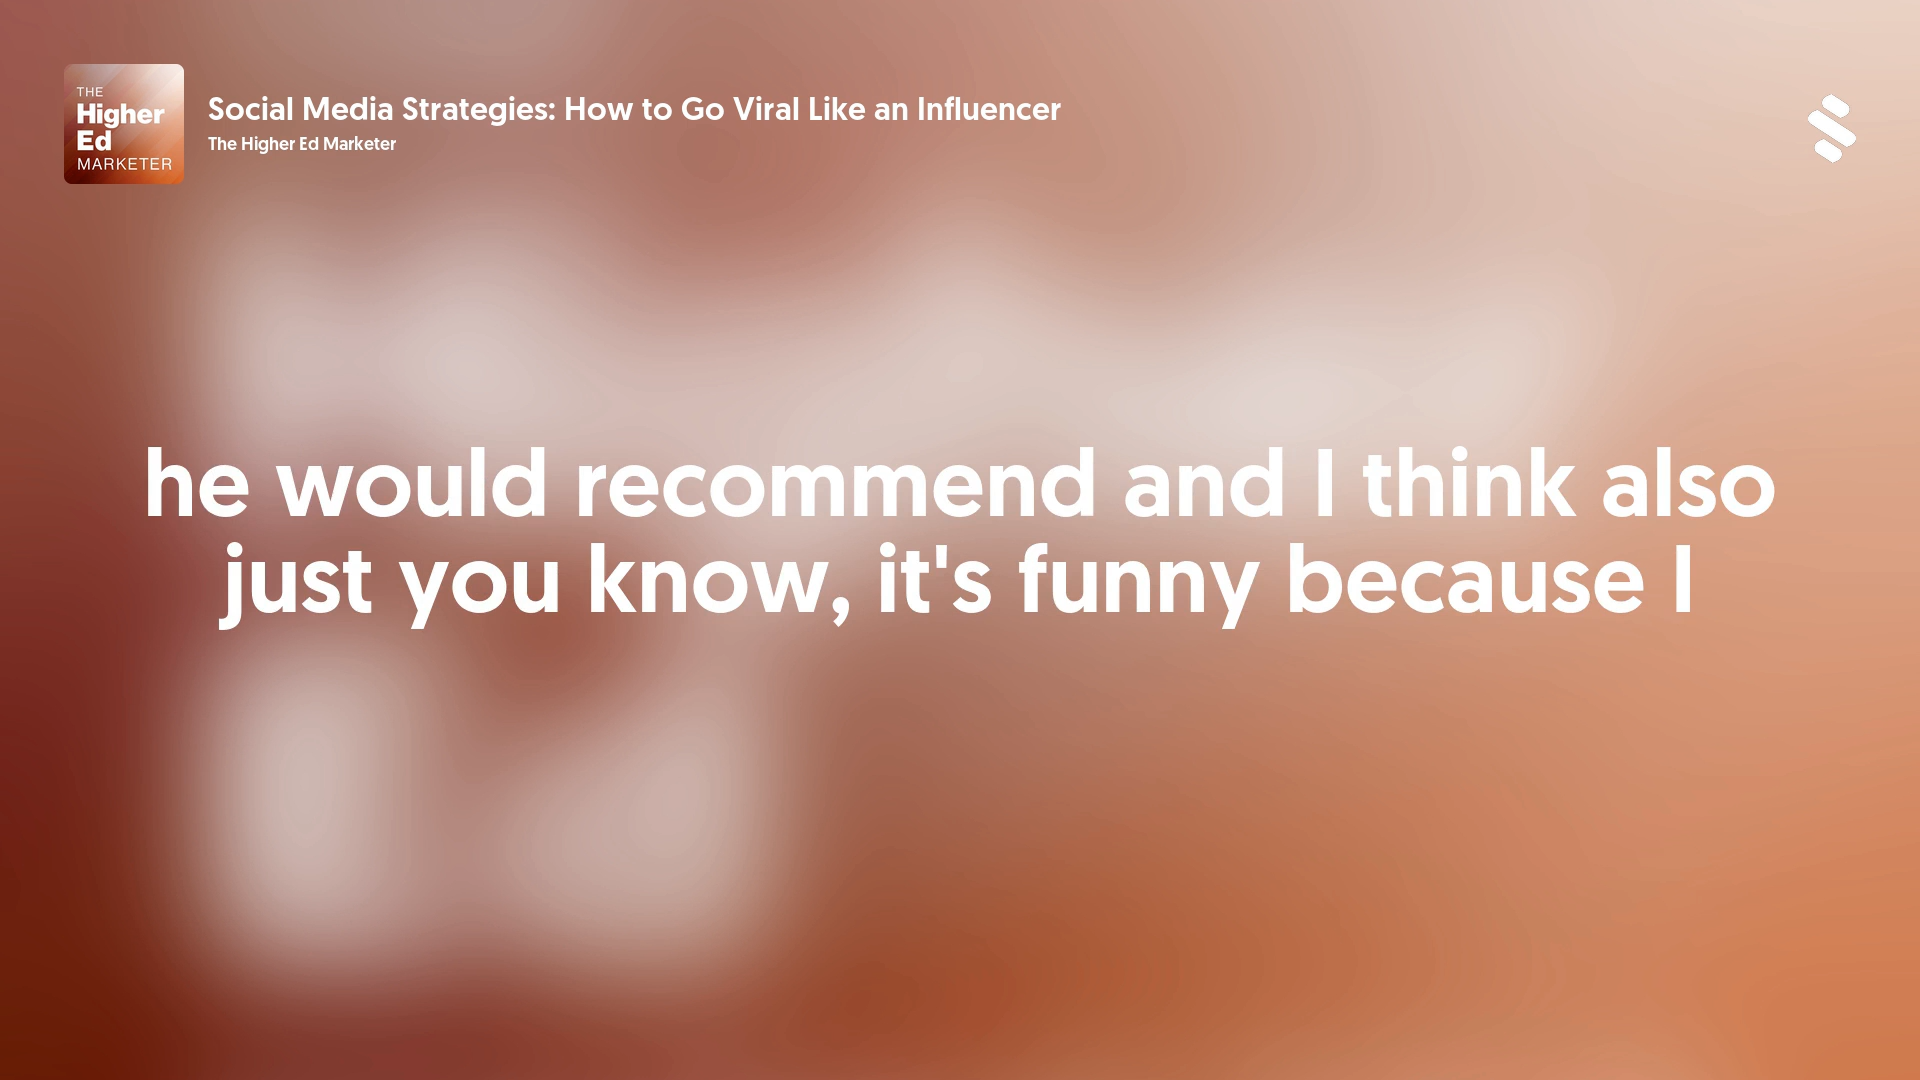 THE
Higher
Ed
MARKETER
Social Media Strategies: How to Go Viral Like an Influencer
The Higher Ed Marketer
he would recommend and I think also
just you know, it's funny because I